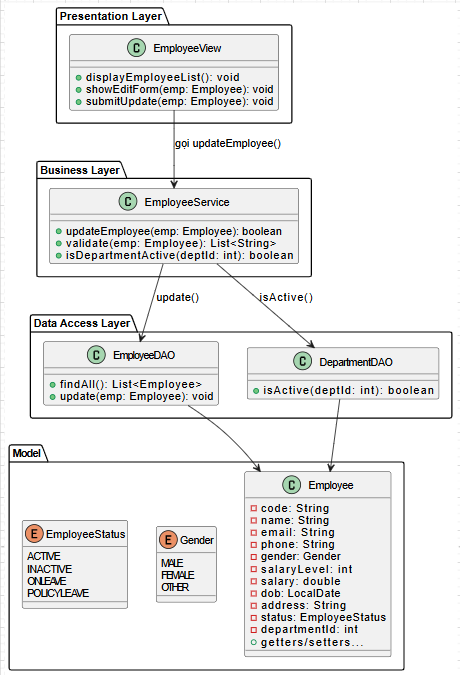 Presentation Layer
C EmployeeView
displayEmployeeList(): void
showEditForm(emp: Employee): void
submitUpdate(emp: Employee): void
gọi updateEmployee()
Business Layer
C EmployeeService
updateEmployee(emp: Employee): boolean
validate(emp: Employee): List<String>
isDepartmentActive(deptId: int): boolean
update()
isActive()
Data Access Layer
C EmployeeDAO
findAll(): List<Employee>
update(emp: Employee): void
C DepartmentDAO
isActive(deptId: int): boolean
Model
E EmployeeStatus
ACTIVE
INACTIVE
ONLEAVE
POLICYLEAVE
E Gender
MALE
FEMALE
OTHER
C Employee
code: String
name: String
email: String
phone: String
gender: Gender
salaryLevel: int
salary: double
dob: LocalDate
address: String
status: EmployeeStatus
departmentId: int
getters/setters...